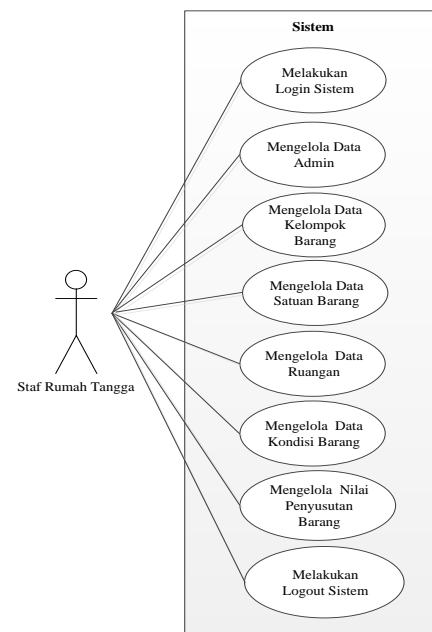 Sistem
Melakukan
Login Sistem
Mengelola Data
Admin
Mengelola Data
Kelompok
Barang
Mengelola Data
Satuan Barang
Mengelola Data
Ruangan
Mengelola Data
Kondisi Barang
Mengelola Nilai
Penyusutan
Barang
Melakukan
Logout Sistem
Staf Rumah Tangga